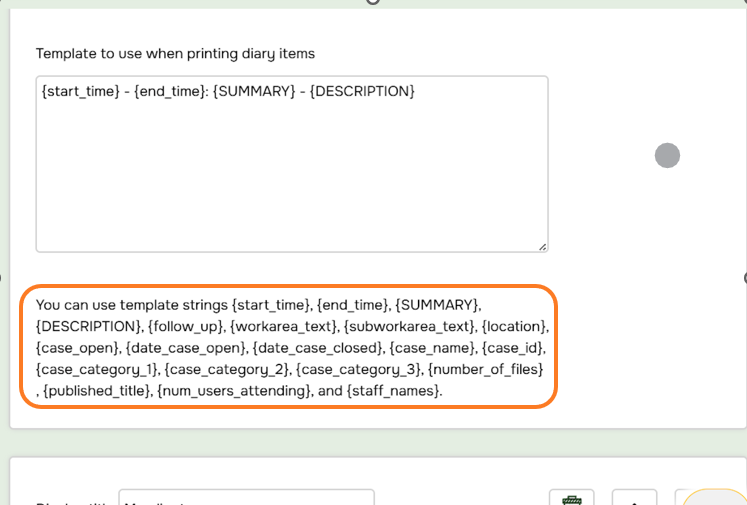 Template to use when printing diary items
{start_time} - {end_time}: {SUMMARY} - {DESCRIPTION}
You can use template strings {start_time}, {end_time}, {SUMMARY},
{DESCRIPTION}, {follow_up}, {workarea_text}, {subworkarea_text}, {location},
{case_open}, {date_case_open}, {date_case_closed}, {case_name}, {case_id},
{case_category_1}, {case_category_2}, {case_category_3}, {number_of_files}
, {published_title}, {num_users_attending}, and {staff_names}.